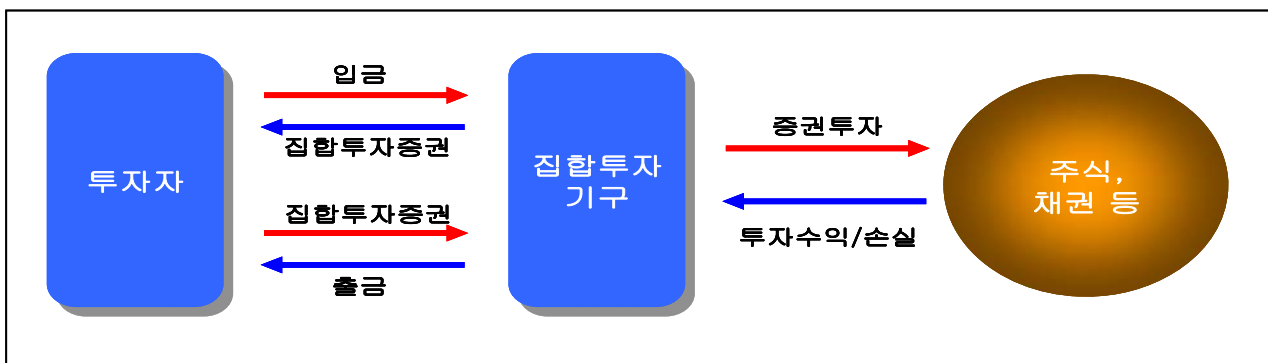 입금
집합투자증권
투자자
집합투자증권
출금
집합투자
기구
증권투자
투자수익/손실
주식,
채권 등